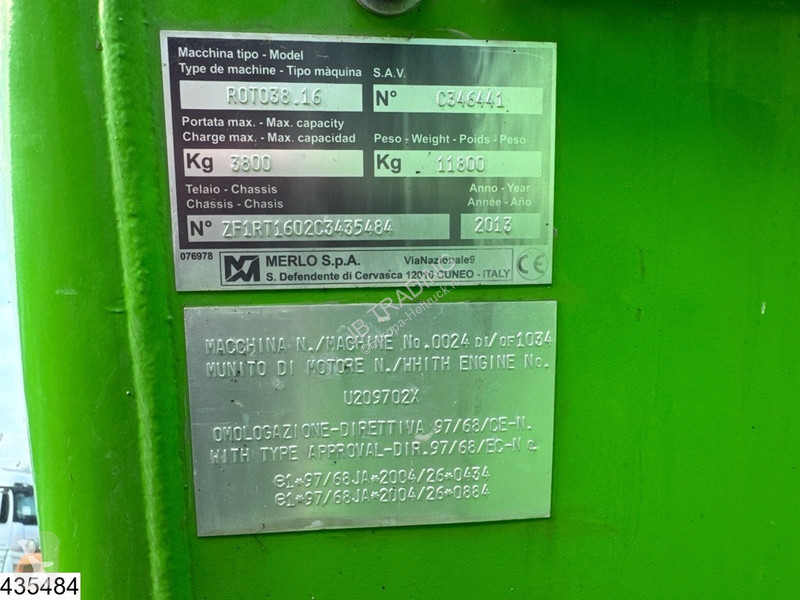 Macchina tipo - Model
Type de machine - Tipo màquina
S.A.V.
ROTO38.16
N° C346441
Portata max. - Max. capacity
Charge max. - Max. capacidad
Peso - Weight - Poids - Peso
Kg 3800
Kg 11800
Telaio - Chassis
Chassis - Chasis
Anno - Year
Année - Año
N° ZF1RT1602C3435484
2013
076978
MERLO S.p.A.
ViaNazionale9
S. Defendente di Cervasca 12010 CUNEO - ITALY
CE
JB TRADING
MACCHINA N./MACHINE No.0024 DI/OF1034
MUNITO DI MOTORE N./WHITH ENGINE No.
U209702X
OMOLOGAZIONE-DIRETTIVA 97/68/CE-N.
WITH TYPE APPROVAL-DIR.97/68/EC-N
e1*97/68JA*2004/26*0434
e1*97/68JA*2004/26*0884
435484